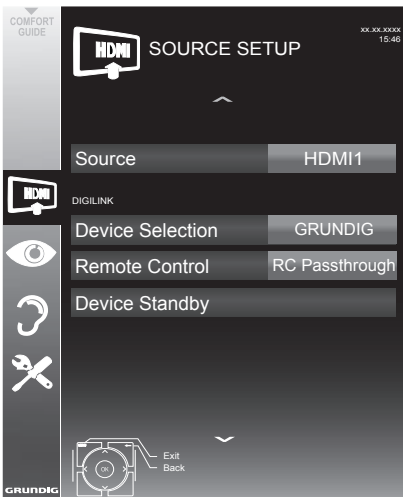 COMFORT
GUIDE
HDMI
SOURCE SETUP
xx.xx.xxxx
15:46
Source HDMI1
HDMI
DIGILINK
Device Selection GRUNDIG
Remote Control RC Passthrough
Device Standby
OK
Exit
Back
GRUNDIG